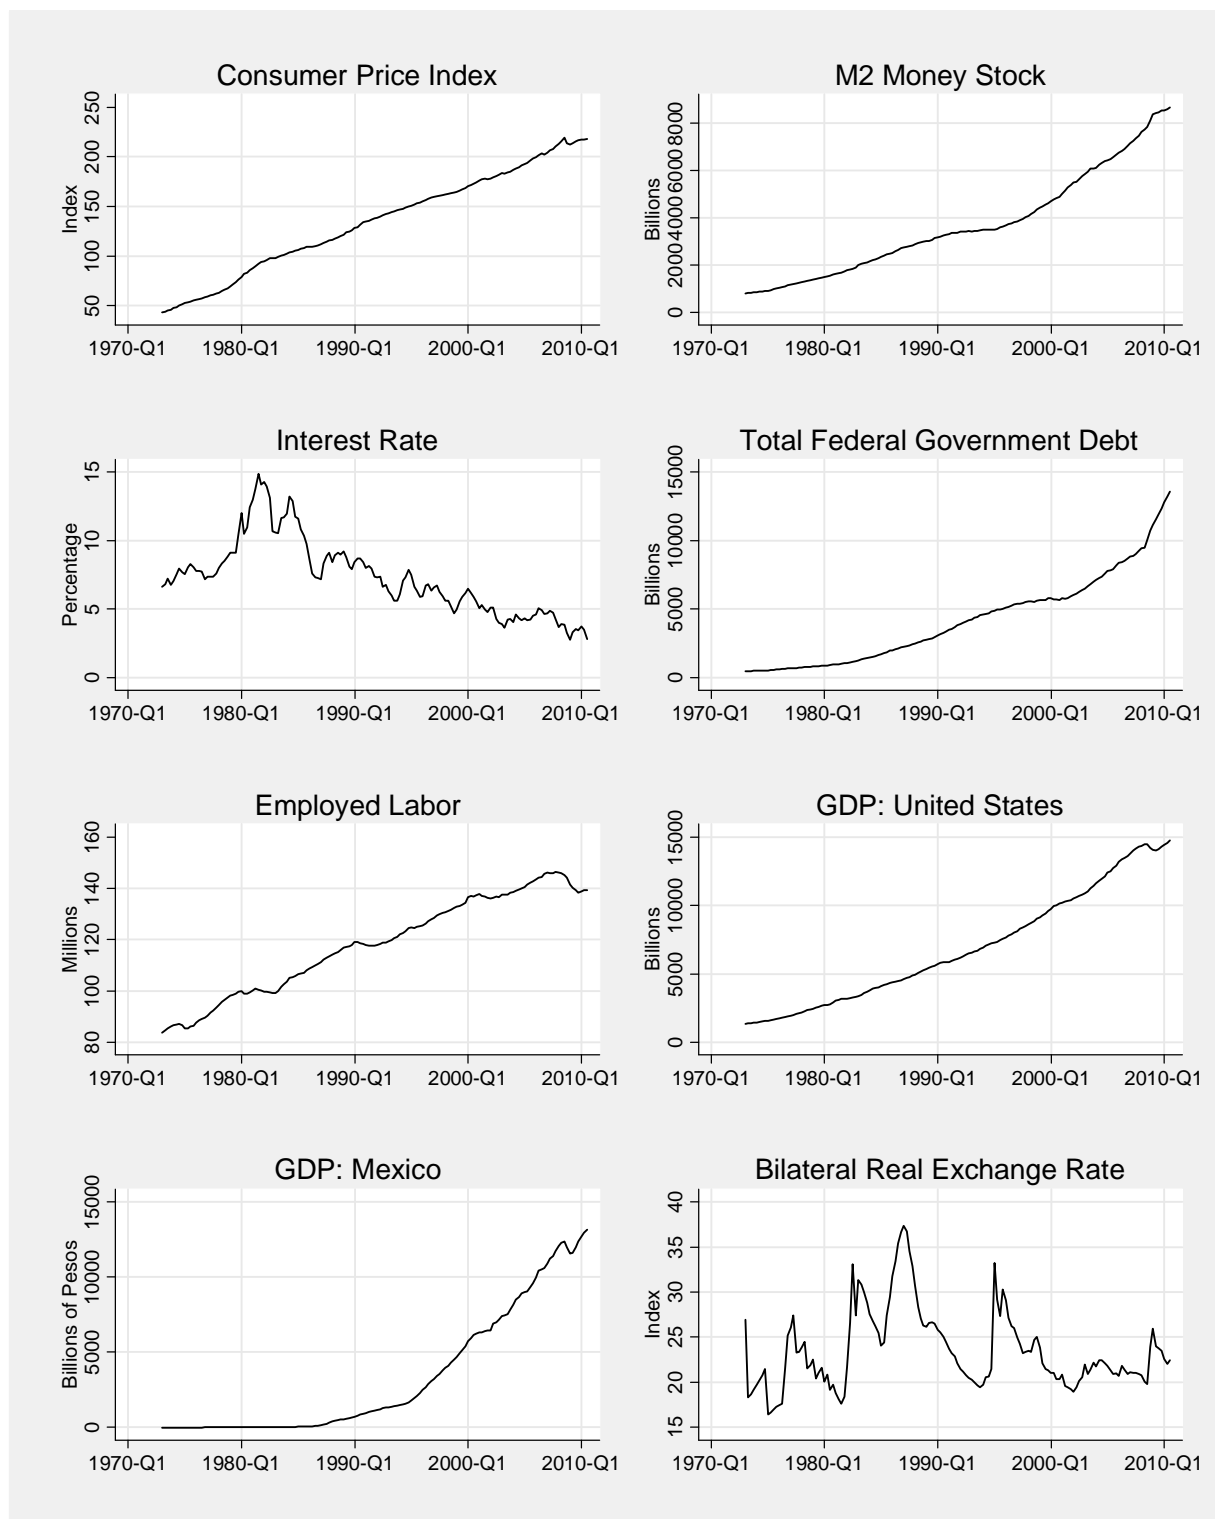 Consumer Price Index
Index
250
200
150
100
50
1970-Q1 1980-Q1 1990-Q1 2000-Q1 2010-Q1
M2 Money Stock
Billions
8000
6000
4000
2000
0
1970-Q1 1980-Q1 1990-Q1 2000-Q1 2010-Q1
Interest Rate
Percentage
15
10
5
0
1970-Q1 1980-Q1 1990-Q1 2000-Q1 2010-Q1
Total Federal Government Debt
Billions
15000
10000
5000
0
1970-Q1 1980-Q1 1990-Q1 2000-Q1 2010-Q1
Employed Labor
Millions
160
140
120
100
80
1970-Q1 1980-Q1 1990-Q1 2000-Q1 2010-Q1
GDP: United States
Billions
15000
10000
5000
0
1970-Q1 1980-Q1 1990-Q1 2000-Q1 2010-Q1
GDP: Mexico
Billions of Pesos
15000
10000
5000
0
1970-Q1 1980-Q1 1990-Q1 2000-Q1 2010-Q1
Bilateral Real Exchange Rate
Index
40
35
30
25
20
15
1970-Q1 1980-Q1 1990-Q1 2000-Q1 2010-Q1